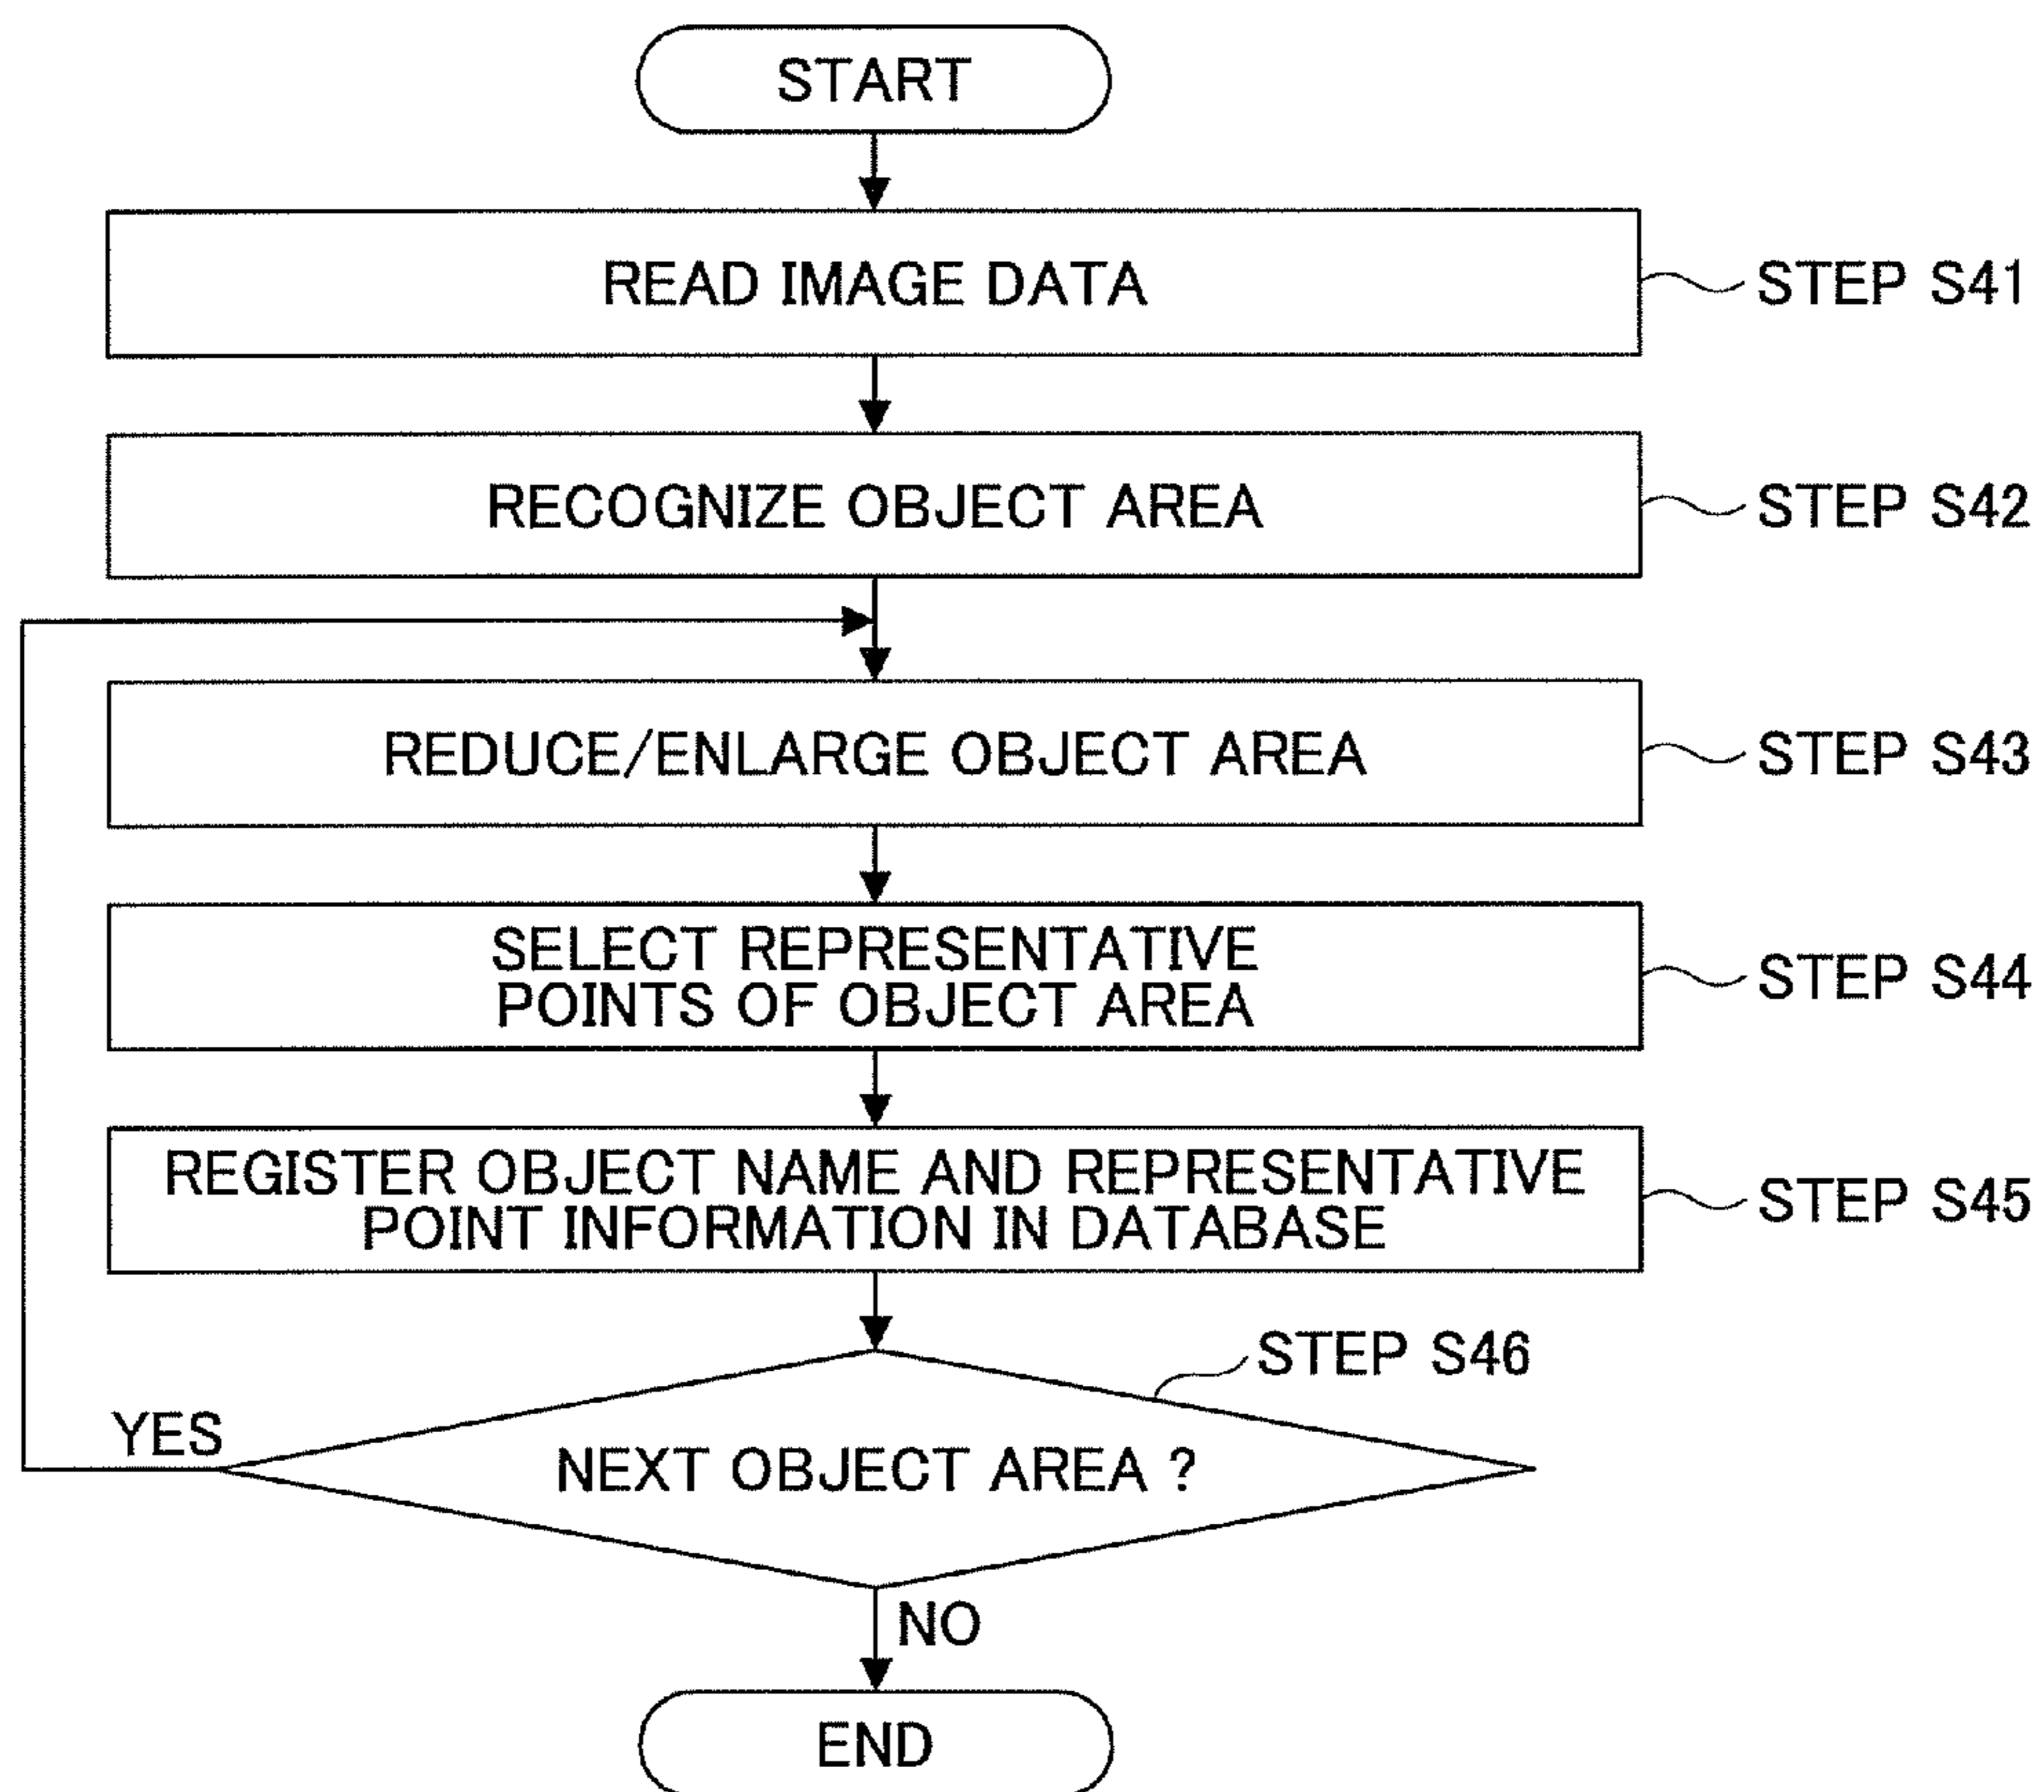 START
READ IMAGE DATA
STEP S41
RECOGNIZE OBJECT AREA
STEP S42
REDUCE/ENLARGE OBJECT AREA
STEP S43
SELECT REPRESENTATIVE
POINTS OF OBJECT AREA
STEP S44
REGISTER OBJECT NAME AND REPRESENTATIVE
POINT INFORMATION IN DATABASE
STEP S45
STEP S46
YES
NEXT OBJECT AREA ?
NO
END